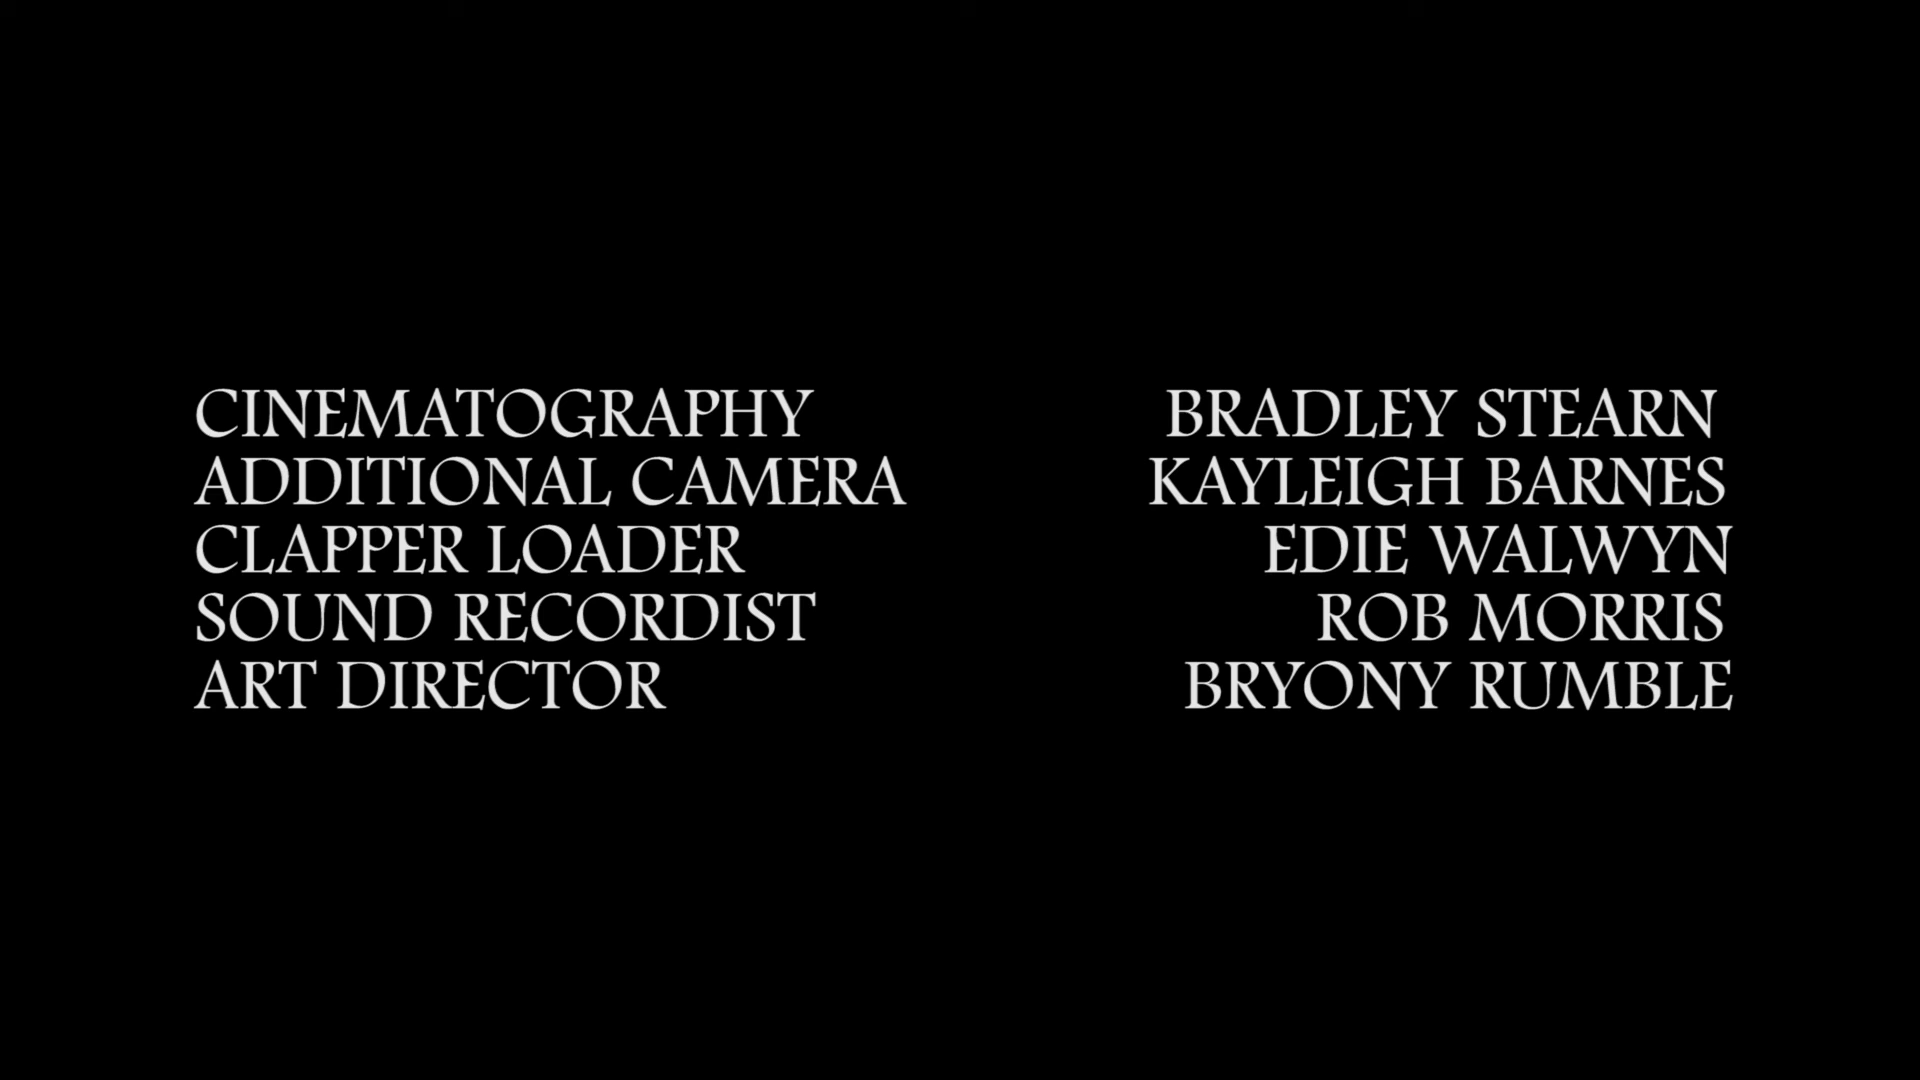 CINEMATOGRAPHY BRADLEY STEARN
ADDITIONAL CAMERA KAYLEIGH BARNES
CLAPPER LOADER EDIE WALWYN
SOUND RECORDIST ROB MORRIS
ART DIRECTOR BRYONY RUMBLE